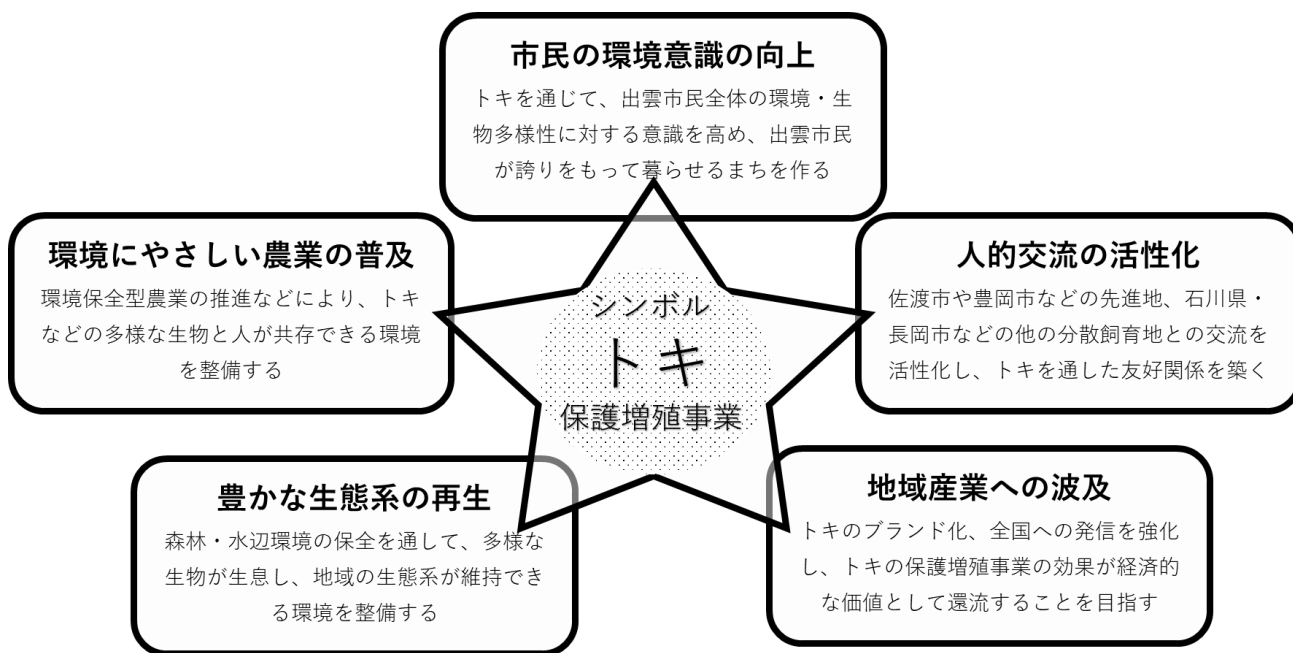 市民の環境意識の向上
トキを通じて、出雲市民全体の環境・生
物多様性に対する意識を高め、出雲市民
が誇りをもって暮らせるまちを作る
環境にやさしい農業の普及
環境保全型農業の推進などにより、トキ
などの多様な生物と人が共存できる環境
を整備する
シンボル
トキ
保護増殖事業
人的交流の活性化
佐渡市や豊岡市などの先進地、石川県・
長岡市などの他の分散飼育地との交流を
活性化し、トキを通した友好関係を築く
豊かな生態系の再生
森林・水辺環境の保全を通して、多様な
生物が生息し、地域の生態系が維持でき
る環境を整備する
地域産業への波及
トキのブランド化、全国への発信を強化
し、トキの保護増殖事業の効果が経済的
な価値として還流することを目指す